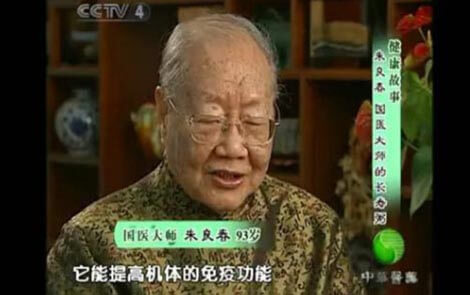 CCTV 4
健康故事
朱良春 国医大师的长寿粥
国医大师 朱良春 93岁
它能提高机体的免疫功能
中华医药